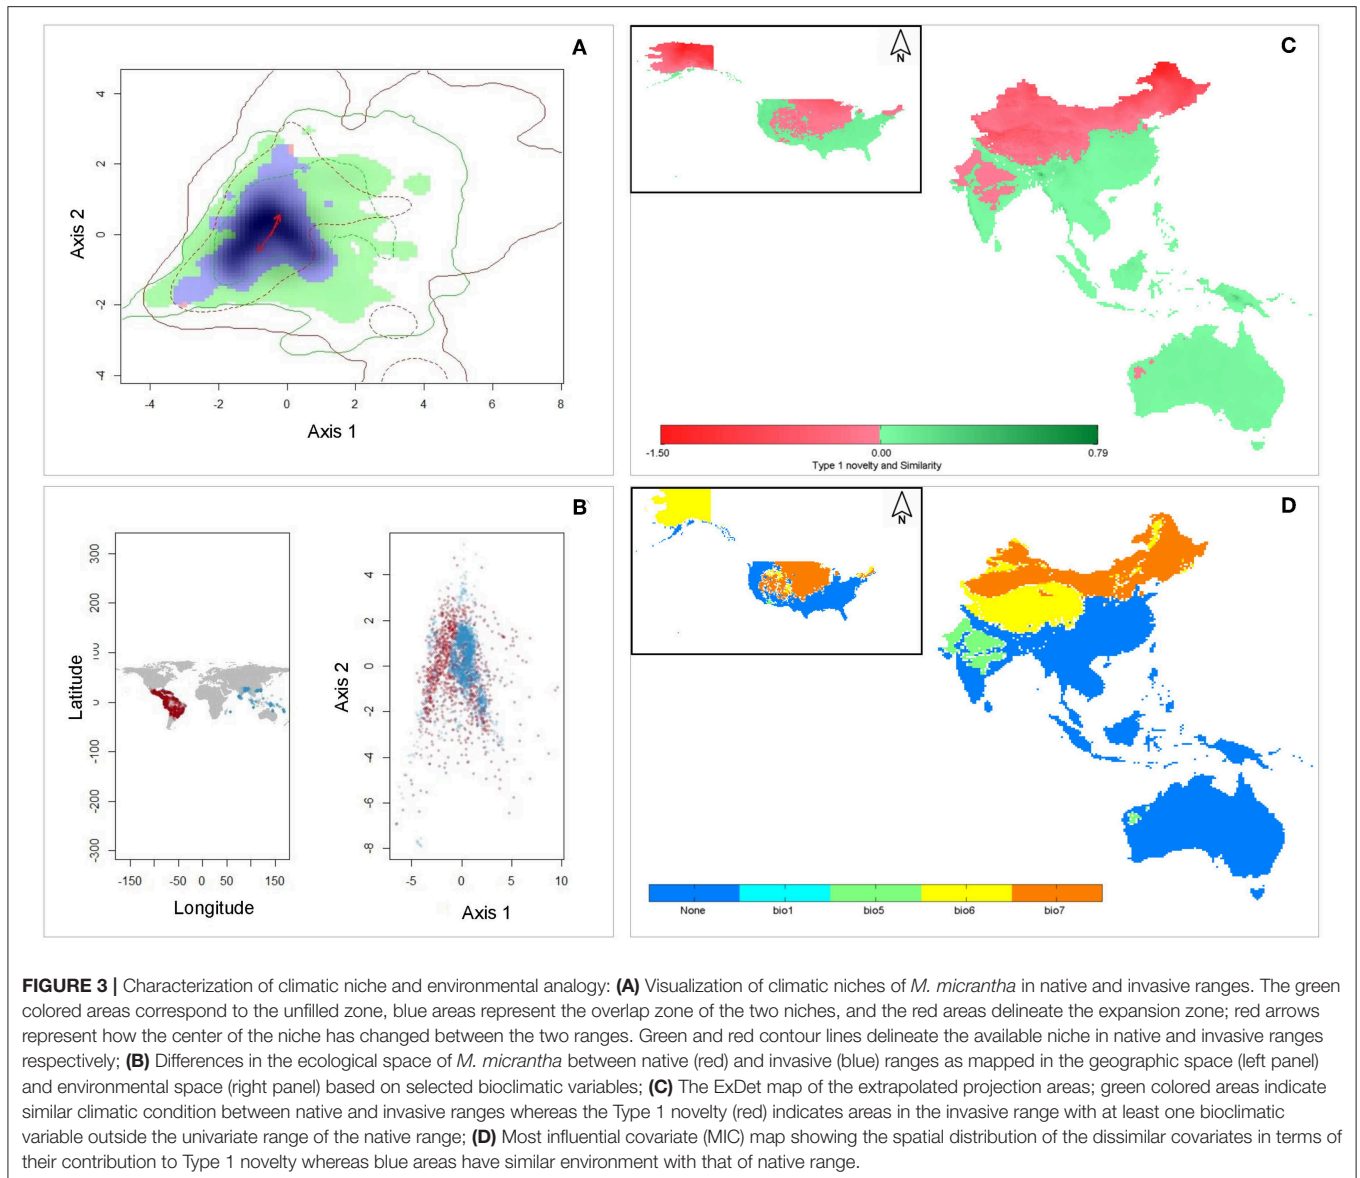 A
4
2
0
-2
-4
Axis 2
-4 -2 0 2 4 6 8
Axis 1
C
N
-1.50 0.00 0.79
Type 1 novelty and Similarity
B
300
200
100
0
-100
-200
-300
Latitude
-150 -50 0 50 150
Longitude
4
2
0
-2
-4
-6
-8
Axis 2
-5 0 5 10
Axis 1
D
N
None bio1 bio5 bio6 bio7
FIGURE 3 | Characterization of climatic niche and environmental analogy: (A) Visualization of climatic niches of M. micrantha in native and invasive ranges. The green
colored areas correspond to the unfilled zone, blue areas represent the overlap zone of the two niches, and the red areas delineate the expansion zone; red arrows
represent how the center of the niche has changed between the two ranges. Green and red contour lines delineate the available niche in native and invasive ranges
respectively; (B) Differences in the ecological space of M. micrantha between native (red) and invasive (blue) ranges as mapped in the geographic space (left panel)
and environmental space (right panel) based on selected bioclimatic variables; (C) The ExDet map of the extrapolated projection areas; green colored areas indicate
similar climatic condition between native and invasive ranges whereas the Type 1 novelty (red) indicates areas in the invasive range with at least one bioclimatic
variable outside the univariate range of the native range; (D) Most influential covariate (MIC) map showing the spatial distribution of the dissimilar covariates in terms of
their contribution to Type 1 novelty whereas blue areas have similar environment with that of native range.